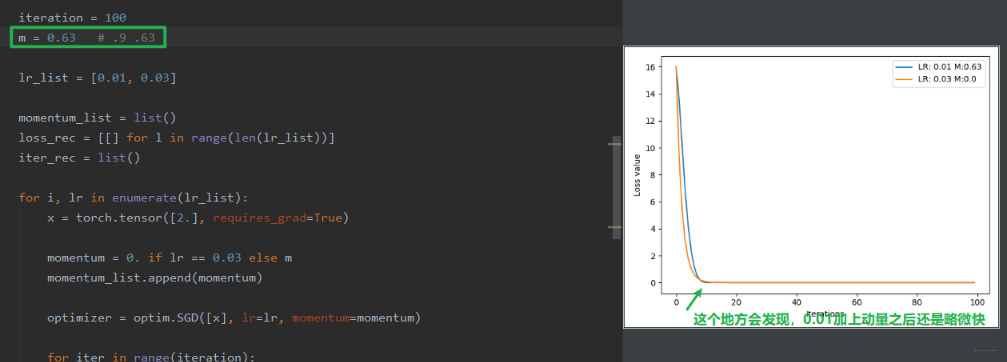 iteration = 100
m = 0.63   # .9 .63
lr_list = [0.01, 0.03]
momentum_list = list()
loss_rec = [[] for l in range(len(lr_list))]
iter_rec = list()
for i, lr in enumerate(lr_list):
x = torch.tensor([2.], requires_grad=True)
momentum = 0. if lr == 0.03 else m
momentum_list.append(momentum)
optimizer = optim.SGD([x], lr=lr, momentum=momentum)
for iter in range(iteration):
LR: 0.01 M:0.63
LR: 0.03 M:0.0
Loss value
16
14
12
10
8
6
4
2
0
0 20 40 60 80 100
Iterations
这个地方会发现，0.01加上动量之后还是略微快